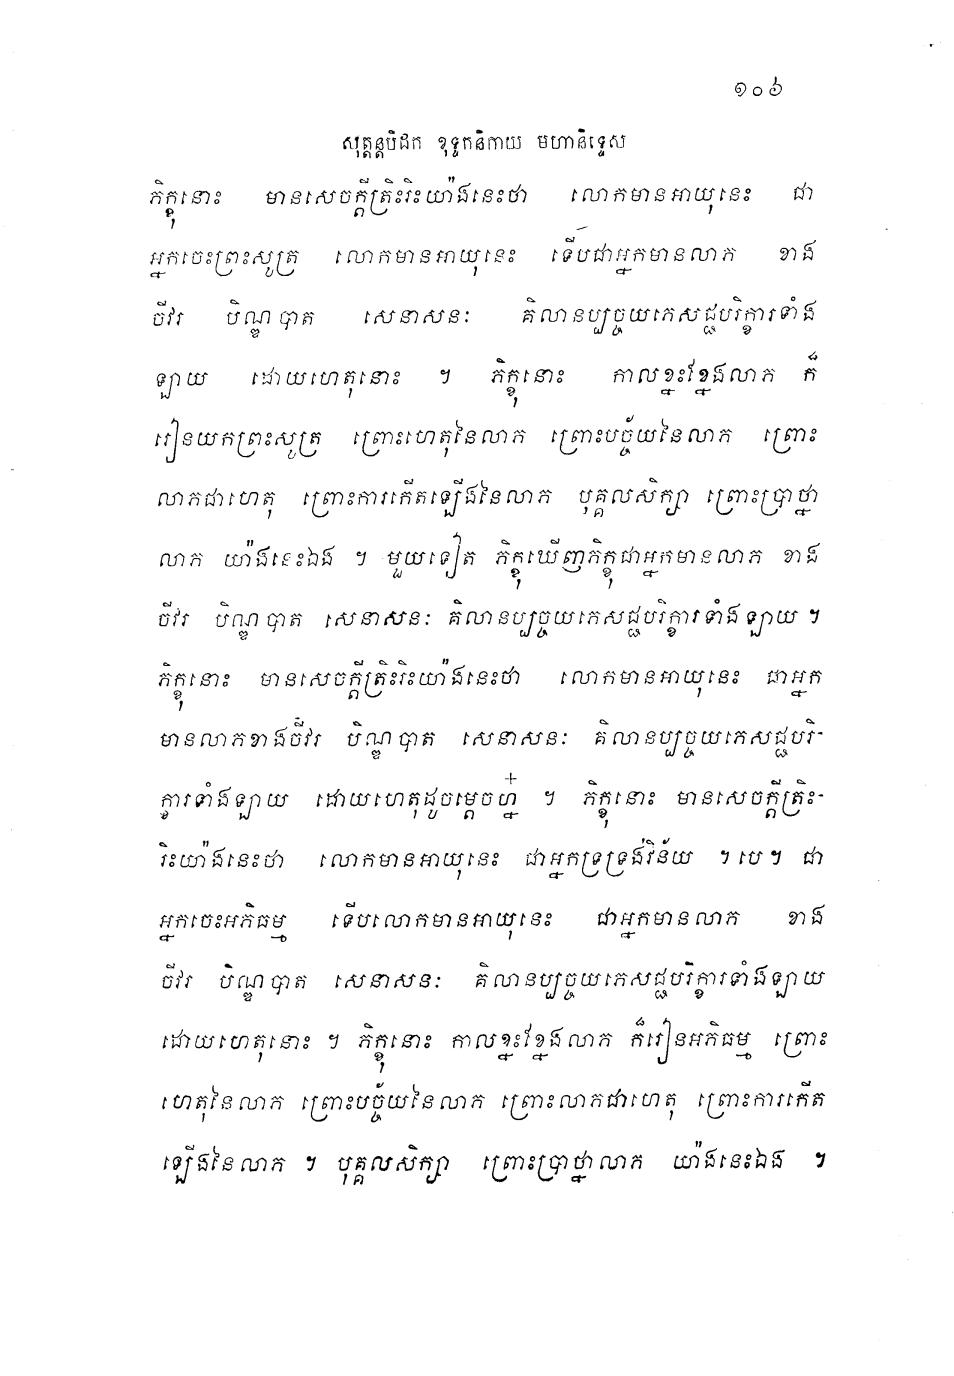 ១០៦
សុត្តន្តបិដក ខុទ្ទកនិកាយ មហានិទ្ទេស
ភិក្ខុនោះ មានសេចក្តីត្រិះរិះយ៉ាងនេះថា លោកមានអាយុនេះ ជា
អ្នកចេះព្រះសូត្រ លោកមានអាយុនេះ ទើបជាអ្នកមានលាភ ខាង
ចីវរ បិណ្ឌបាត សេនាសនៈ គិលានប្បច្ចយភេសជ្ជបរិក្ខារទាំង
ឡាយ ដោយហេតុនោះ ។ ភិក្ខុនោះ កាលខ្នះខ្នែងលាភ ក៏
រៀនយកព្រះសូត្រ ព្រោះហេតុនៃលាភ ព្រោះបច្ច័យនៃលាភ ព្រោះ
លាភជាហេតុ ព្រោះការកើតឡើងនៃលាភ បុគ្គលសិក្សា ព្រោះប្រាថ្នា
លាភ យ៉ាងនេះឯង ។ មួយទៀត ភិក្ខុឃើញភិក្ខុជាអ្នកមានលាភ ខាង
ចីវរ បិណ្ឌបាត សេនាសនៈ គិលានប្បច្ចយភេសជ្ជបរិក្ខារទាំងឡាយ ។
ភិក្ខុនោះ មានសេចក្តីត្រិះរិះយ៉ាងនេះថា លោកមានអាយុនេះ ជាអ្នក
មានលាភខាងចីវរ បិណ្ឌបាត សេនាសនៈ គិលានប្បច្ចយភេសជ្ជបរិ-
ក្ខារទាំងឡាយ ដោយហេតុដូចម្តេចហ្ន៎ ។ ភិក្ខុនោះ មានសេចក្តីត្រិះ-
រិះយ៉ាងនេះថា លោកមានអាយុនេះ ជាអ្នកទ្រទ្រង់វិន័យ ។ បេ ។ ជា
អ្នកចេះអភិធម្ម ទើបលោកមានអាយុនេះ ជាអ្នកមានលាភ ខាង
ចីវរ បិណ្ឌបាត សេនាសនៈ គិលានប្បច្ចយភេសជ្ជបរិក្ខារទាំងឡាយ
ដោយហេតុនោះ ។ ភិក្ខុនោះ កាលខ្នះខ្នែងលាភ ក៏រៀនអភិធម្ម ព្រោះ
ហេតុនៃលាភ ព្រោះបច្ច័យនៃលាភ ព្រោះលាភជាហេតុ ព្រោះការកើត
ឡើងនៃលាភ ។ បុគ្គលសិក្សា ព្រោះប្រាថ្នាលាភ យ៉ាងនេះឯង ។